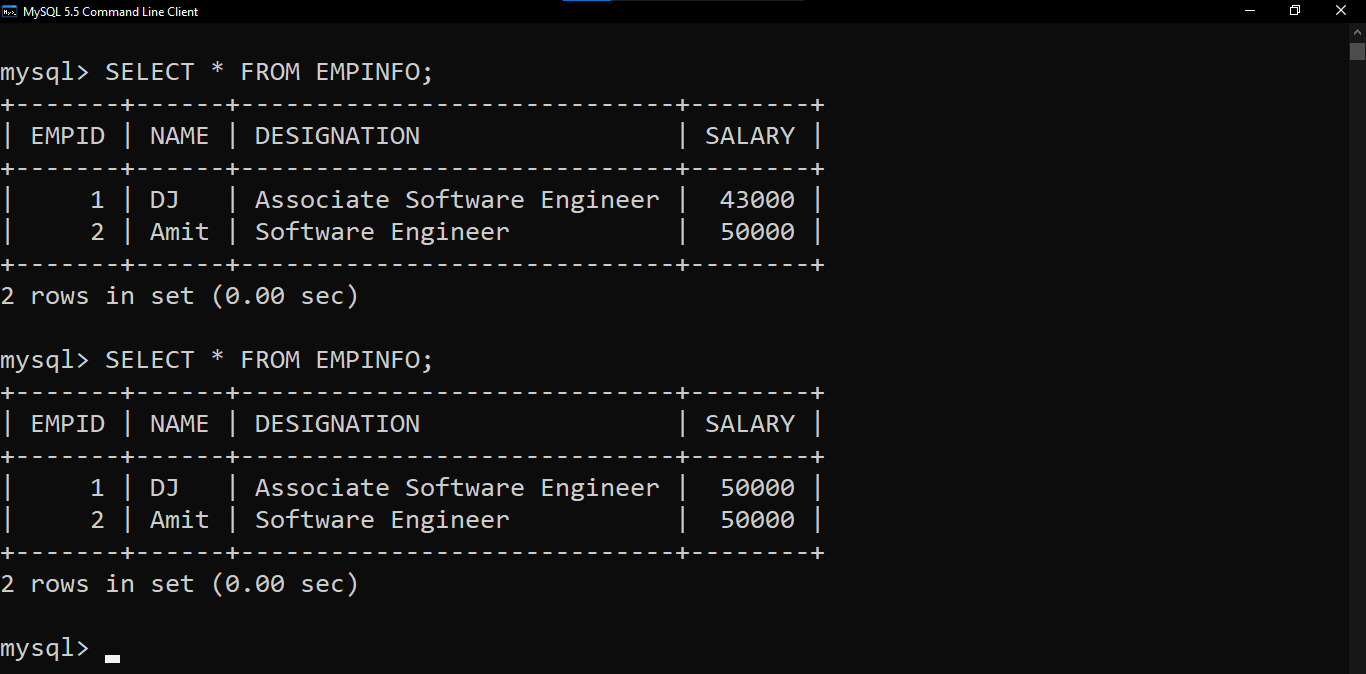 MySQL 5.5 Command Line Client
mysql> SELECT * FROM EMPINFO;
+-------+------+-----------------------------+--------+
| EMPID | NAME | DESIGNATION                 | SALARY |
+-------+------+-----------------------------+--------+
|     1 | DJ   | Associate Software Engineer |  43000 |
|     2 | Amit | Software Engineer           |  50000 |
+-------+------+-----------------------------+--------+
2 rows in set (0.00 sec)
mysql> SELECT * FROM EMPINFO;
+-------+------+-----------------------------+--------+
| EMPID | NAME | DESIGNATION                 | SALARY |
+-------+------+-----------------------------+--------+
|     1 | DJ   | Associate Software Engineer |  50000 |
|     2 | Amit | Software Engineer           |  50000 |
+-------+------+-----------------------------+--------+
2 rows in set (0.00 sec)
mysql>